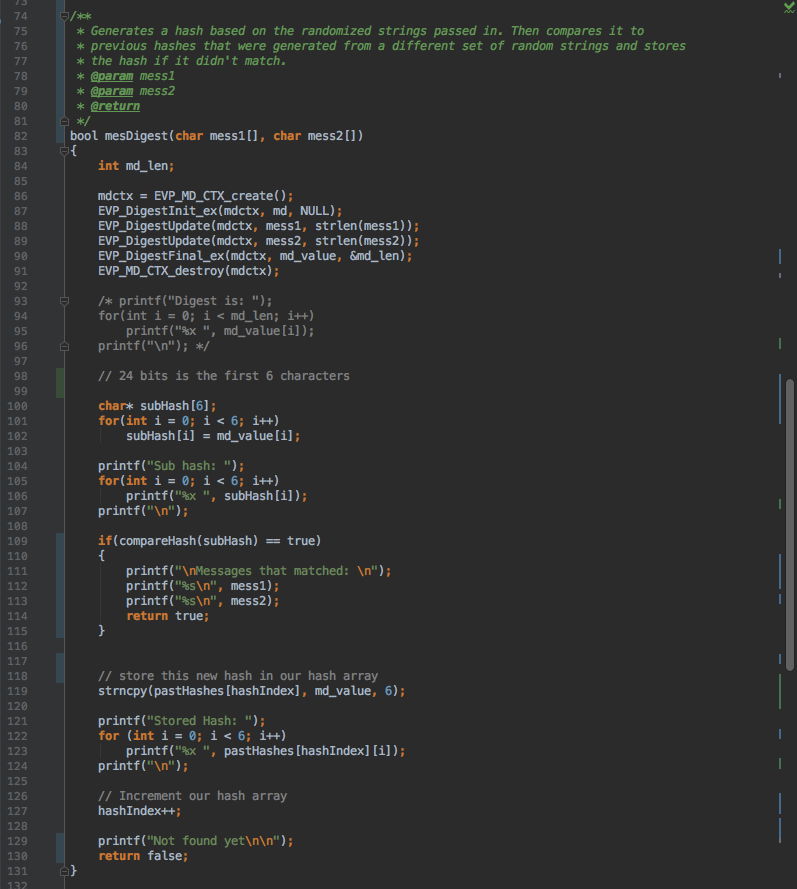 73
74 /**
75  * Generates a hash based on the randomized strings passed in. Then compares it to
76  * previous hashes that were generated from a different set of random strings and stores
77  * the hash if it didn't match.
78  * @param mess1
79  * @param mess2
80  * @return
81  */
82 bool mesDigest(char mess1[], char mess2[])
83 {
84     int md_len;
85
86     mdctx = EVP_MD_CTX_create();
87     EVP_DigestInit_ex(mdctx, md, NULL);
88     EVP_DigestUpdate(mdctx, mess1, strlen(mess1));
89     EVP_DigestUpdate(mdctx, mess2, strlen(mess2));
90     EVP_DigestFinal_ex(mdctx, md_value, &md_len);
91     EVP_MD_CTX_destroy(mdctx);
92
93     /* printf("Digest is: ");
94     for(int i = 0; i < md_len; i++)
95         printf("%x ", md_value[i]);
96     printf("\n"); */
97
98     // 24 bits is the first 6 characters
99
100     char* subHash[6];
101     for(int i = 0; i < 6; i++)
102         subHash[i] = md_value[i];
103
104     printf("Sub hash: ");
105     for(int i = 0; i < 6; i++)
106         printf("%x ", subHash[i]);
107     printf("\n");
108
109     if(compareHash(subHash) == true)
110     {
111         printf("\nMessages that matched: \n");
112         printf("%s\n", mess1);
113         printf("%s\n", mess2);
114         return true;
115     }
116
117
118     // store this new hash in our hash array
119     strncpy(pastHashes[hashIndex], md_value, 6);
120
121     printf("Stored Hash: ");
122     for (int i = 0; i < 6; i++)
123         printf("%x ", pastHashes[hashIndex][i]);
124     printf("\n");
125
126     // Increment our hash array
127     hashIndex++;
128
129     printf("Not found yet\n\n");
130     return false;
131 }
132